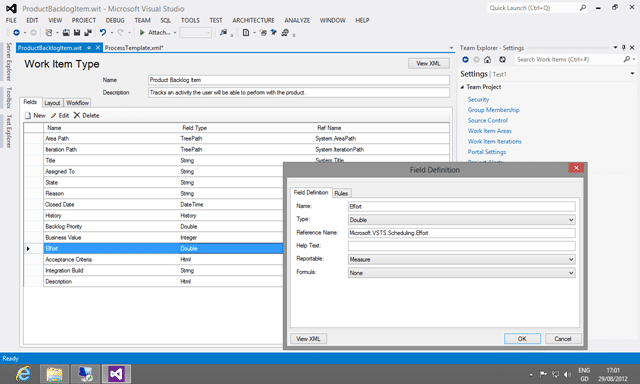 ProductBacklogItem.wit - Microsoft Visual Studio
Quick Launch (Ctrl+Q)
FILE EDIT VIEW PROJECT DEBUG TEAM SQL TOOLS TEST ARCHITECTURE ANALYZE WINDOW HELP
Attach...
ProductBacklogItem.wit
ProcessTemplate.xml*
Server Explorer
Toolbox
Test Explorer
Work Item Type
View XML
Name
Product Backlog Item
Description
Tracks an activity the user will be able to perform with the product.
Fields Layout Workflow
New Edit Delete
Name Field Type Ref Name
Area Path TreePath System.AreaPath
Iteration Path TreePath System.IterationPath
Title String System.Title
Assigned To String
State String
Reason String
Closed Date DateTime
History History
Backlog Priority Double
Business Value Integer
Effort Double
Acceptance Criteria Html
Integration Build String
Description Html
Field Definition
Field Definition Rules
Name: Effort
Type: Double
Reference Name: Microsoft.VSTS.Scheduling.Effort
Help Text:
Reportable: Measure
Formula: None
View XML OK Cancel
Team Explorer - Settings
Search Work Items (Ctrl+#)
Settings | Test1
Team Project
Security
Group Membership
Source Control
Work Item Areas
Work Item Iterations
Portal Settings
Ready
ENG
GD
17:01
29/08/2012